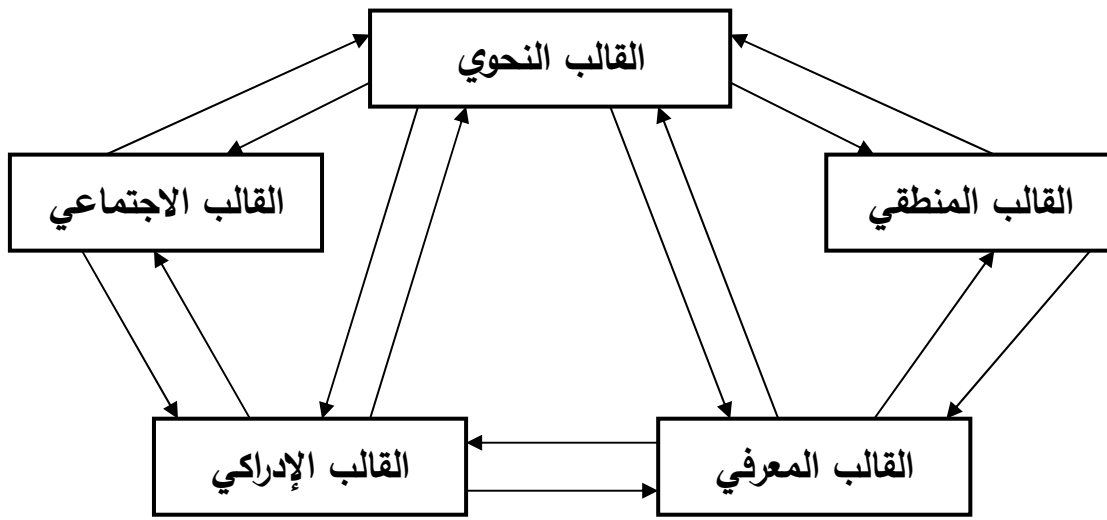 القالب النحوي
القالب المنطقي
القالب الاجتماعي
القالب المعرفي
القالب الإدراكي